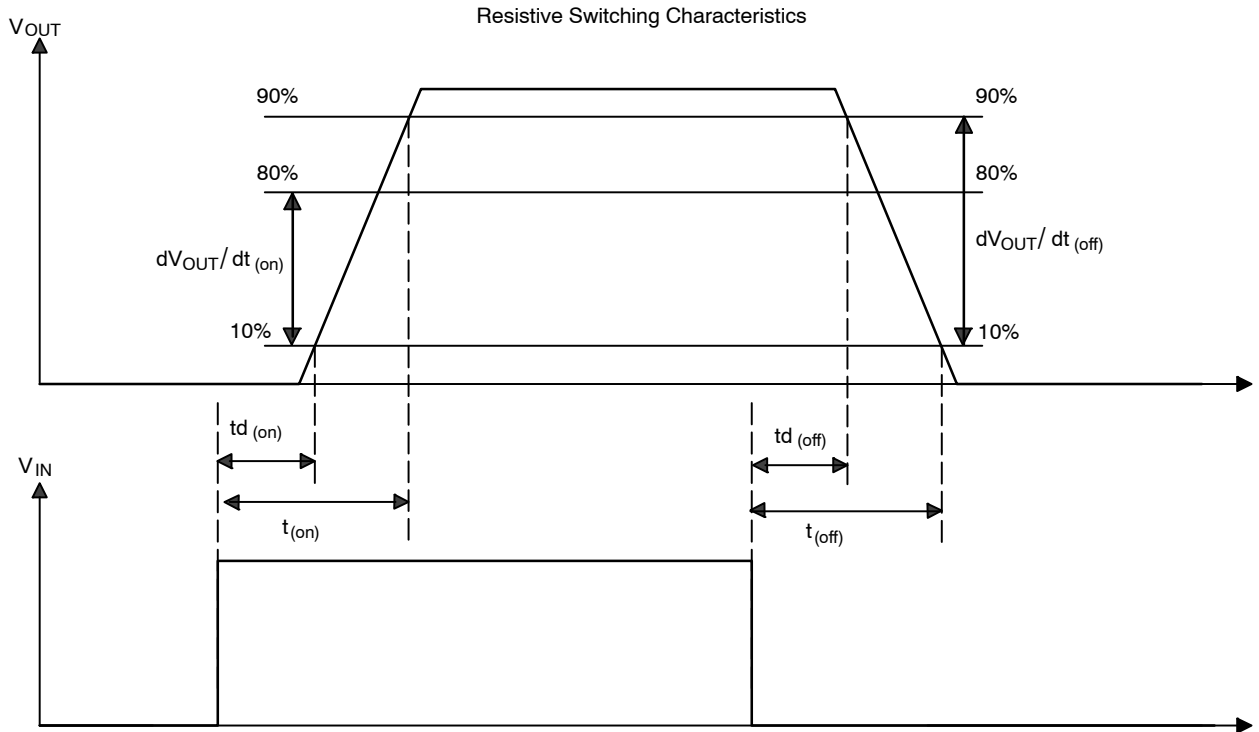 Resistive Switching Characteristics
VOUT
90%
90%
80%
80%
dVOUT/ dt (on)
dVOUT/ dt (off)
10%
10%
td (on)
td (off)
VIN
t(on)
t(off)